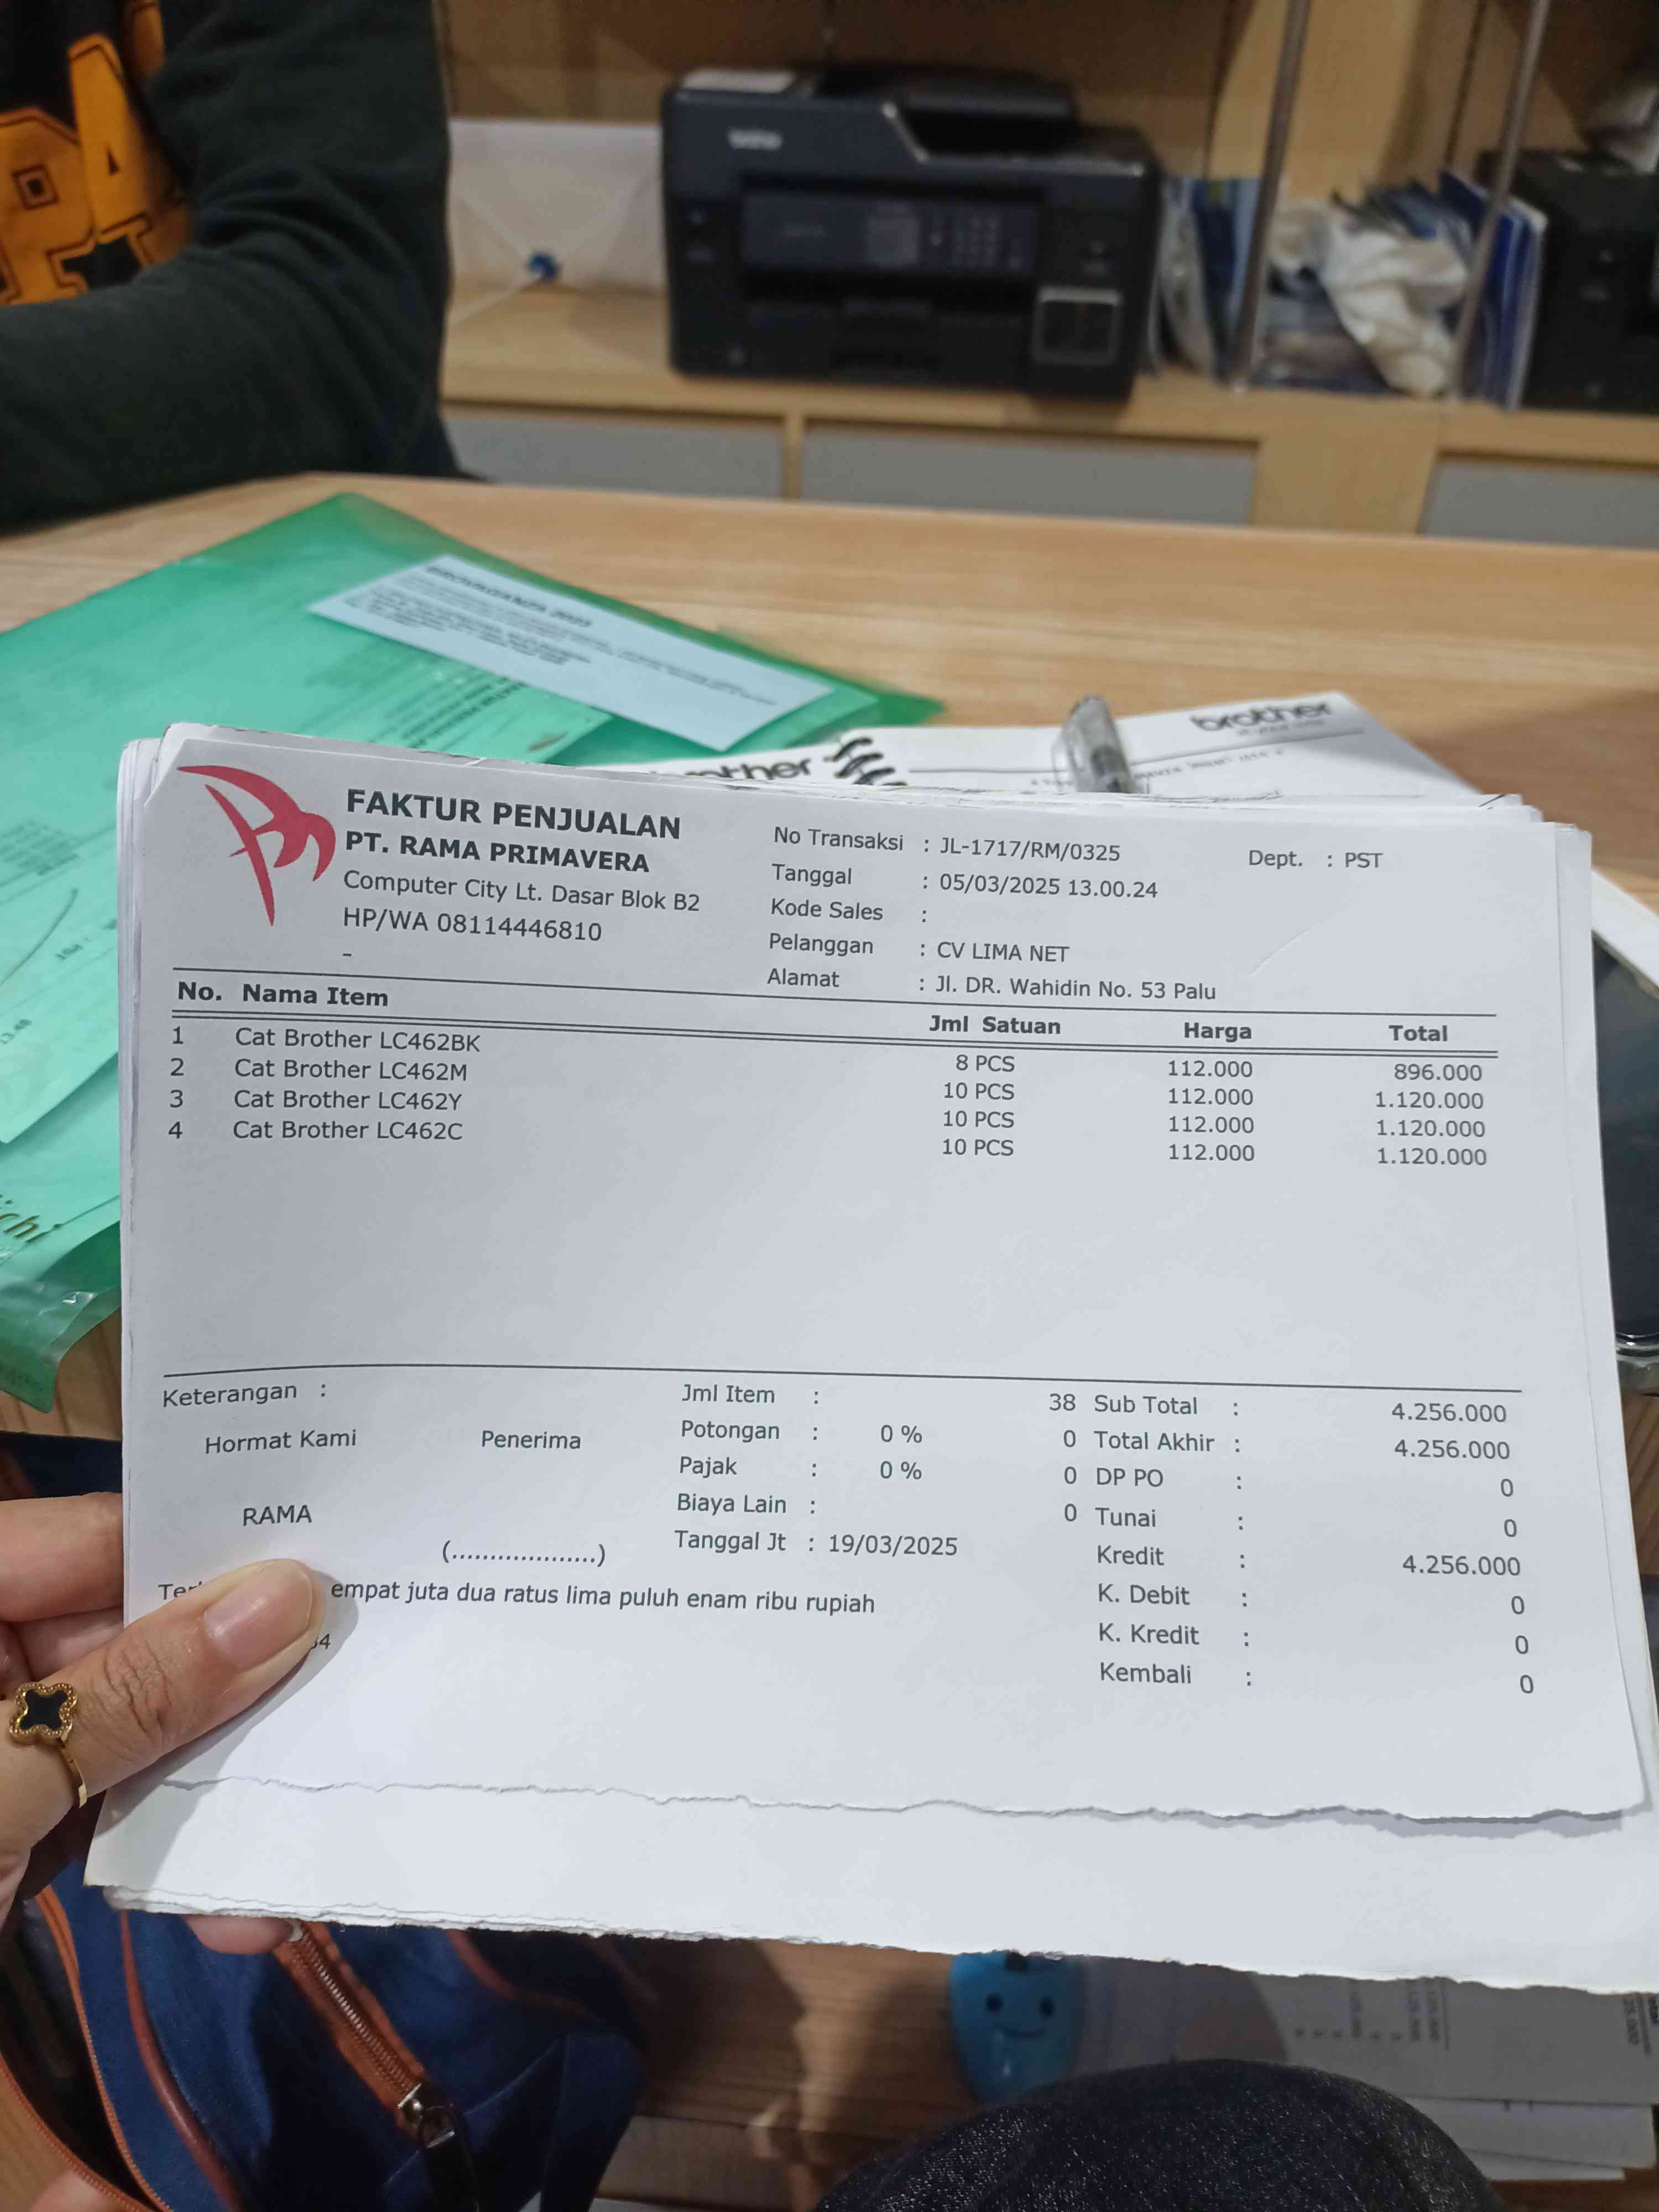 brother
brother
brother
FAKTUR PENJUALAN
PT. RAMA PRIMAVERA
Computer City Lt. Dasar Blok B2
HP/WA 08114446810
-
No Transaksi : JL-1717/RM/0325
Dept. : PST
Tanggal : 05/03/2025 13.00.24
Kode Sales :
Pelanggan : CV LIMA NET
Alamat : Jl. DR. Wahidin No. 53 Palu
No. Nama Item Jml Satuan Harga Total
1 Cat Brother LC462BK 8 PCS 112.000 896.000
2 Cat Brother LC462M 10 PCS 112.000 1.120.000
3 Cat Brother LC462Y 10 PCS 112.000 1.120.000
4 Cat Brother LC462C 10 PCS 112.000 1.120.000
Keterangan :
Hormat Kami
Penerima
RAMA
(...................)
Jml Item : 38
Potongan : 0 % 0
Pajak : 0 % 0
Biaya Lain : 0
Tanggal Jt : 19/03/2025
Sub Total : 4.256.000
Total Akhir : 4.256.000
DP PO : 0
Tunai : 0
Kredit : 4.256.000
K. Debit : 0
K. Kredit : 0
Kembali : 0
empat juta dua ratus lima puluh enam ribu rupiah